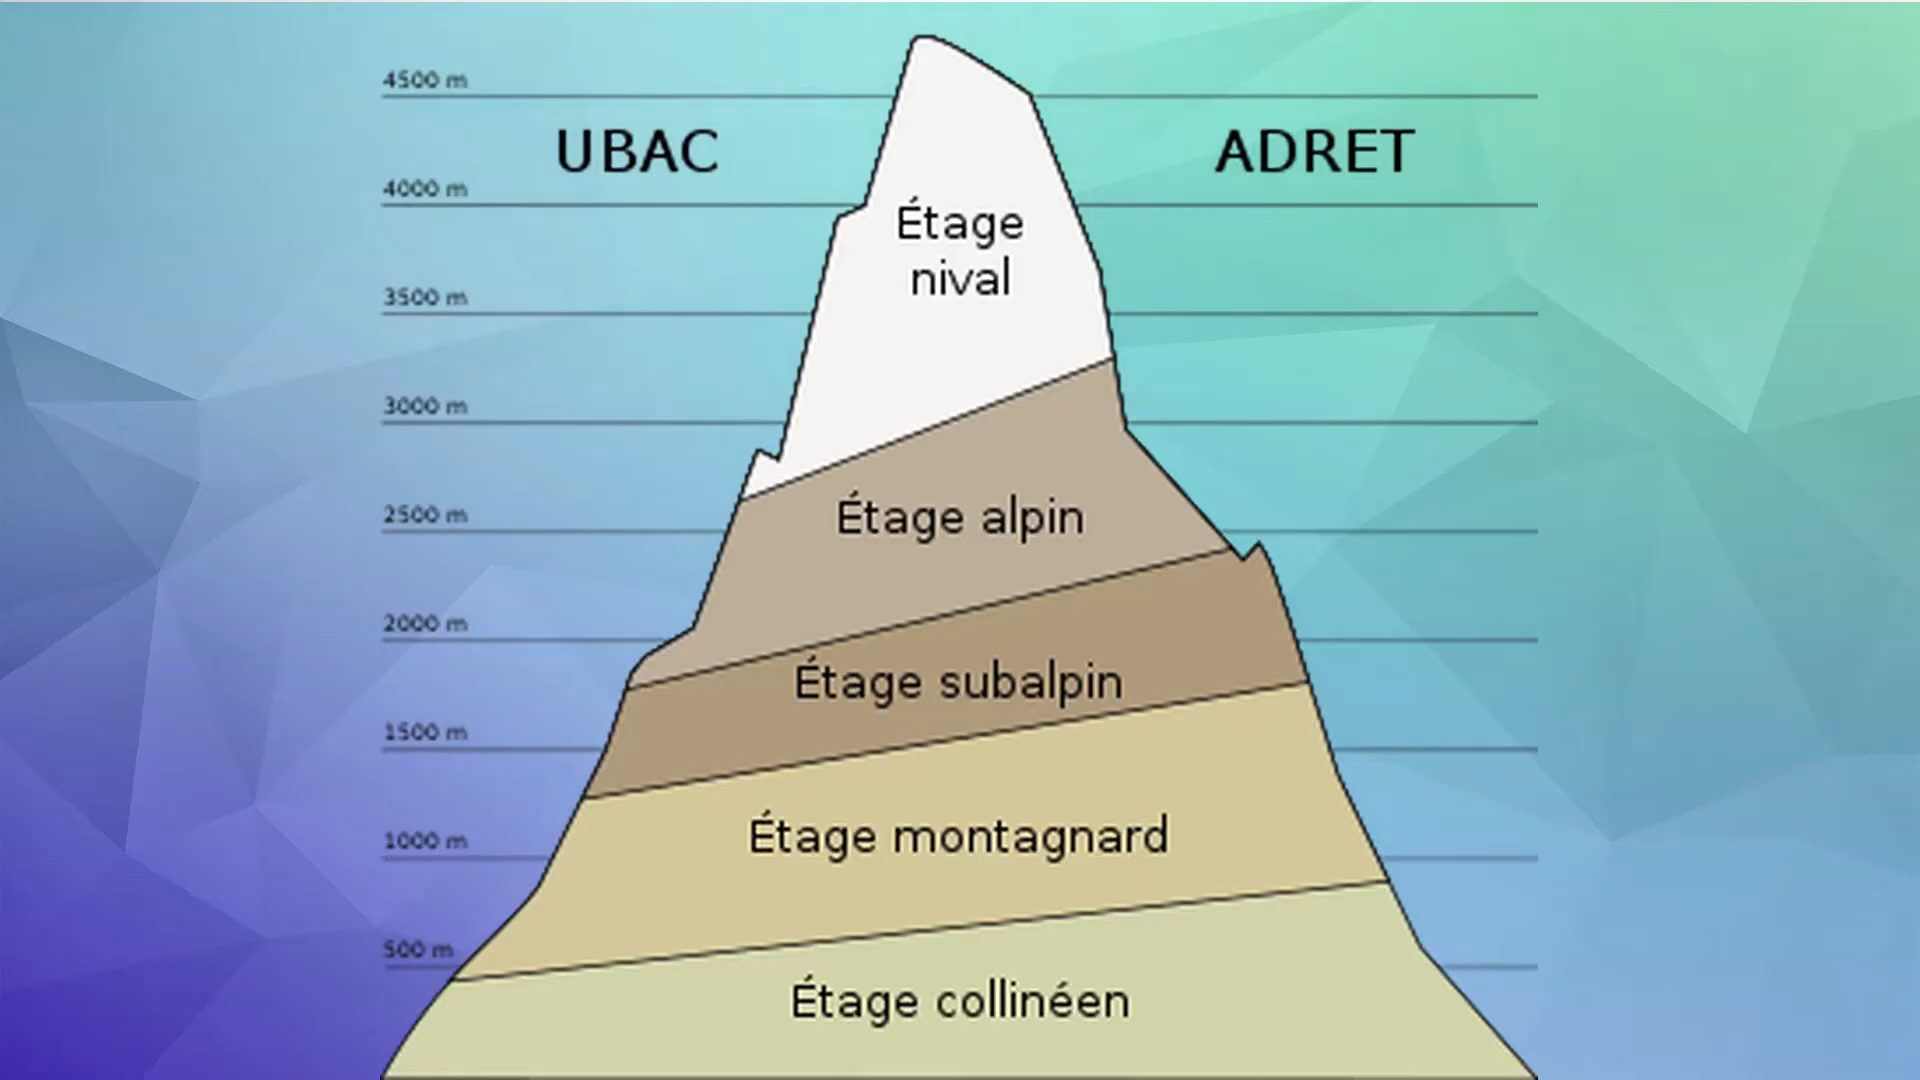 4500 m
UBAC
ADRET
4000 m
Étage
nival
3500 m
3000 m
2500 m
Étage alpin
2000 m
Étage subalpin
1500 m
1000 m
Étage montagnard
500 m
Étage collinéen